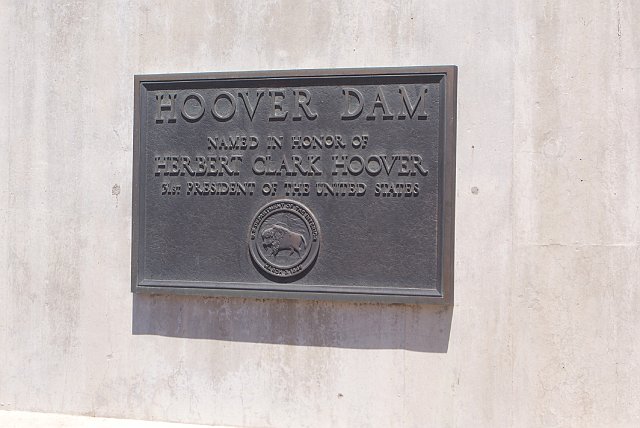 HOOVER DAM
NAMED IN HONOR OF
HERBERT CLARK HOOVER
31ST PRESIDENT OF THE UNITED STATES